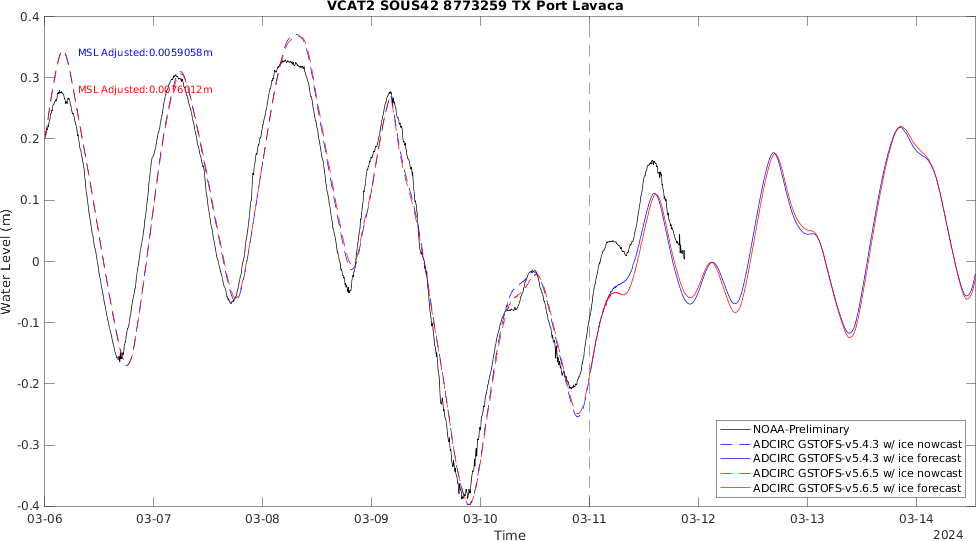 VCAT2 SOUS42 8773259 TX Port Lavaca
Water Level (m)
0.4
0.3
0.2
0.1
0
-0.1
-0.2
-0.3
-0.4
MSL Adjusted:0.0059058m
MSL Adjusted:0.0076012m
NOAA-Preliminary
ADCIRC GSTOFS-v5.4.3 w/ ice nowcast
ADCIRC GSTOFS-v5.4.3 w/ ice forecast
ADCIRC GSTOFS-v5.6.5 w/ ice nowcast
ADCIRC GSTOFS-v5.6.5 w/ ice forecast
03-06 03-07 03-08 03-09 03-10 03-11 03-12 03-13 03-14
Time
2024